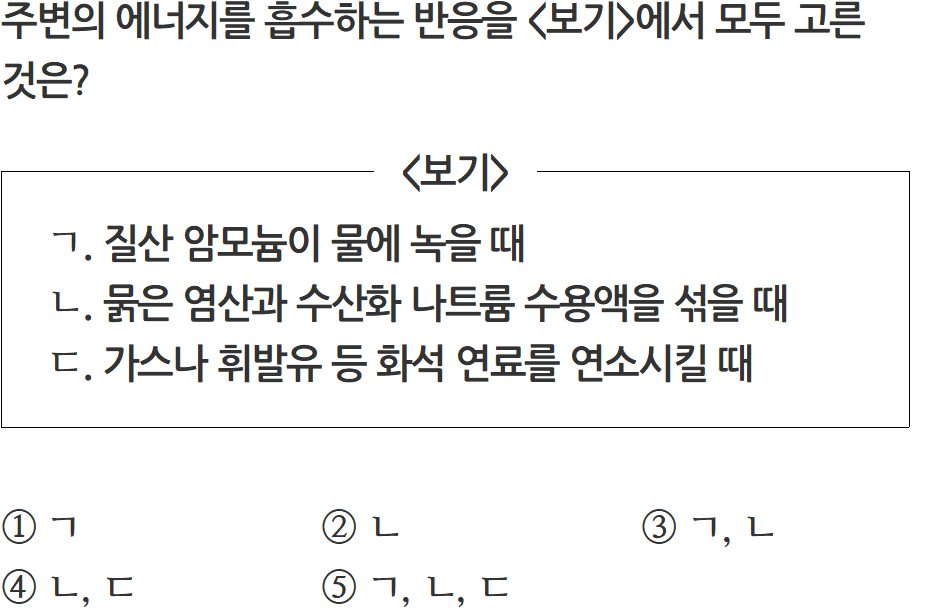 주변의 에너지를 흡수하는 반응을 <보기>에서 모두 고른
것은?
<보기>
ㄱ. 질산 암모늄이 물에 녹을 때
ㄴ. 묽은 염산과 수산화 나트륨 수용액을 섞을 때
ㄷ. 가스나 휘발유 등 화석 연료를 연소시킬 때
① ㄱ ② ㄴ ③ ㄱ, ㄴ
④ ㄴ, ㄷ ⑤ ㄱ, ㄴ, ㄷ